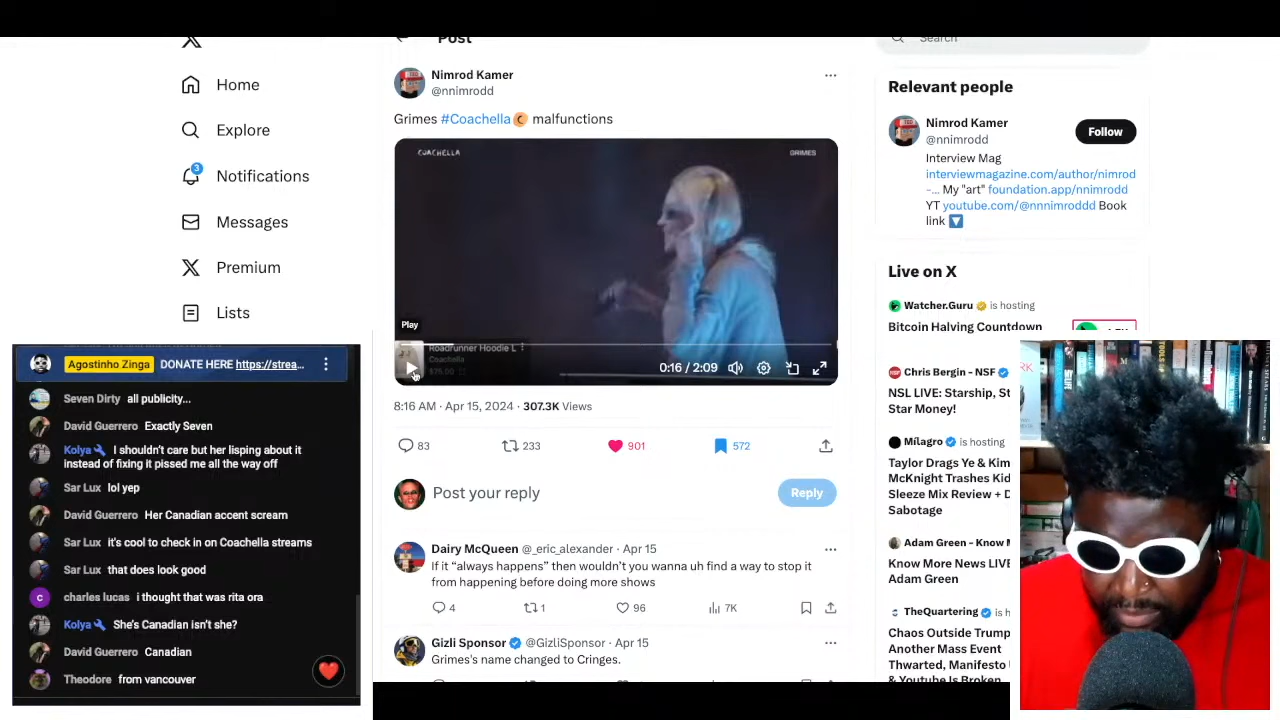 Post
Search
Home
Explore
3
Notifications
Messages
Premium
Lists
Nimrod Kamer
@nnimrodd
Grimes #Coachella malfunctions
COACHELLA
GRIMES
Play
Roadrunner Hoodie L
Coachella
$75.00
0:16 / 2:09
8:16 AM · Apr 15, 2024 · 307.3K Views
83
233
901
572
Post your reply
Reply
Dairy McQueen @_eric_alexander · Apr 15
If it “always happens” then wouldn't you wanna uh find a way to stop it
from happening before doing more shows
4
1
96
7K
Gizli Sponsor @GizliSponsor · Apr 15
Grimes's name changed to Cringes.
Relevant people
Nimrod Kamer
@nnimrodd
Follow
Interview Mag
interviewmagazine.com/author/nimrod
-... My "art" foundation.app/nnimrodd
YT youtube.com/@nnnimroddd Book
link
Live on X
Watcher.Guru is hosting
Bitcoin Halving Countdown
Chris Bergin - NSF
NSL LIVE: Starship, St
Star Money!
Mílagro is hosting
Taylor Drags Ye & Kim
McKnight Trashes Kid
Sleeze Mix Review + D
Sabotage
Adam Green - Know M
Know More News LIVE
Adam Green
TheQuartering is h
Chaos Outside Trump
Another Mass Event
Thwarted, Manifesto
& Youtube Is Broken
Agostinho Zinga DONATE HERE https://strea...
Seven Dirty all publicity...
David Guerrero Exactly Seven
Kolya I shouldn't care but her lisping about it
instead of fixing it pissed me all the way off
Sar Lux lol yep
David Guerrero Her Canadian accent scream
Sar Lux it's cool to check in on Coachella streams
Sar Lux that does look good
charles lucas i thought that was rita ora
Kolya She's Canadian isn't she?
David Guerrero Canadian
Theodore from vancouver